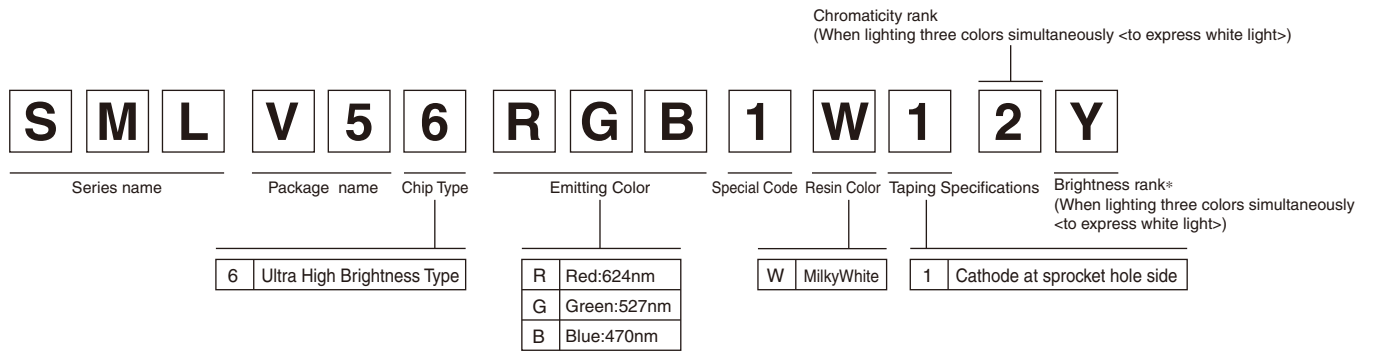 Chromaticity rank
(When lighting three colors simultaneously <to express white light>)
S M L V 5 6 R G B 1 W 1 2 Y
Series name Package name Chip Type Emitting Color Special Code Resin Color Taping Specifications Brightness rank*
(When lighting three colors simultaneously
<to express white light>)
6 Ultra High Brightness Type R Red:624nm W MilkyWhite 1 Cathode at sprocket hole side
G Green:527nm
B Blue:470nm